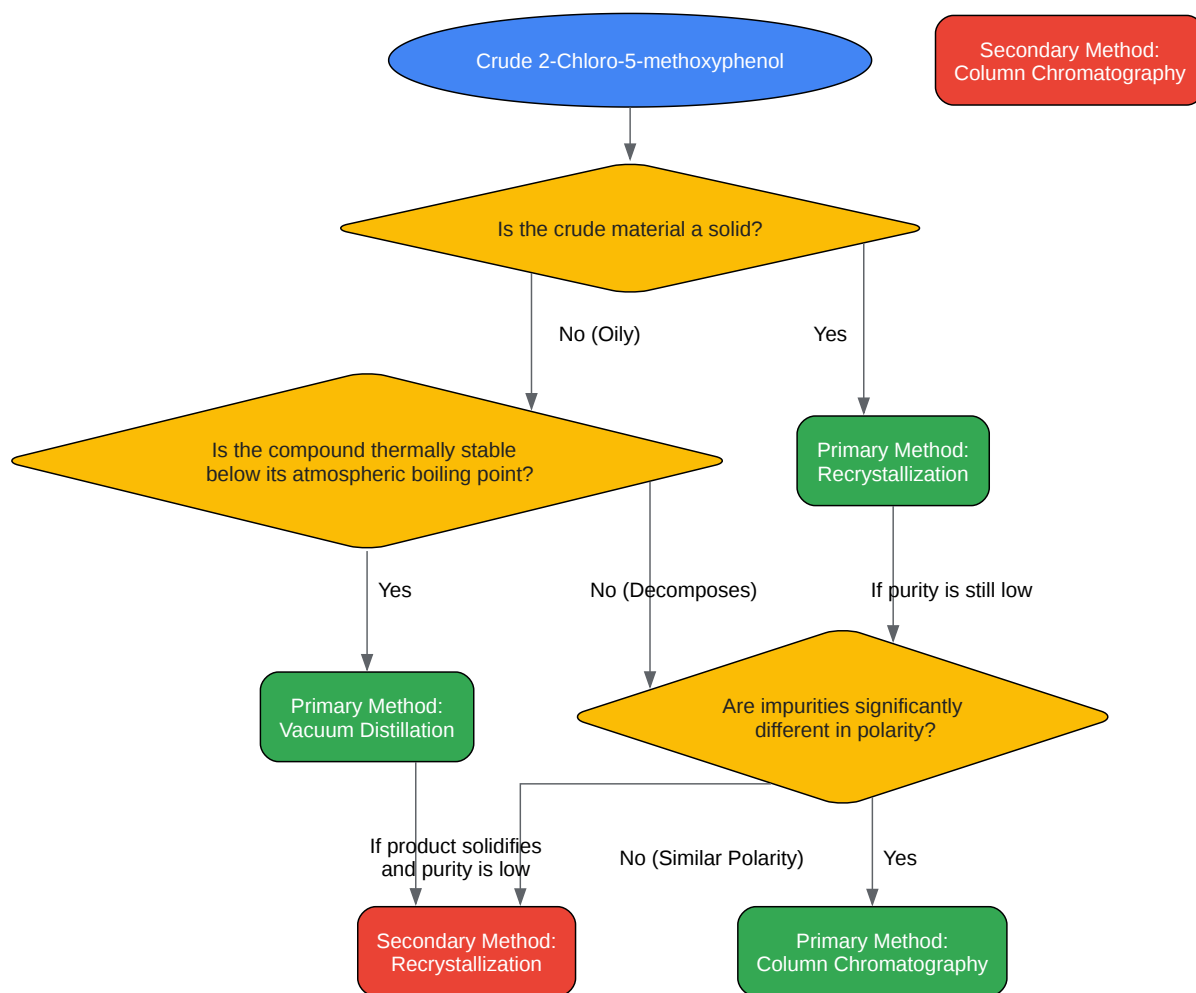 Crude 2-Chloro-5-methoxyphenol
Secondary Method:
Column Chromatography
Is the crude material a solid?
No (Oily)
Yes
Is the compound thermally stable
below its atmospheric boiling point?
Primary Method:
Recrystallization
Yes
No (Decomposes)
If purity is still low
Primary Method:
Vacuum Distillation
Are impurities significantly
different in polarity?
If product solidifies
and purity is low
No (Similar Polarity)
Yes
Secondary Method:
Recrystallization
Primary Method:
Column Chromatography